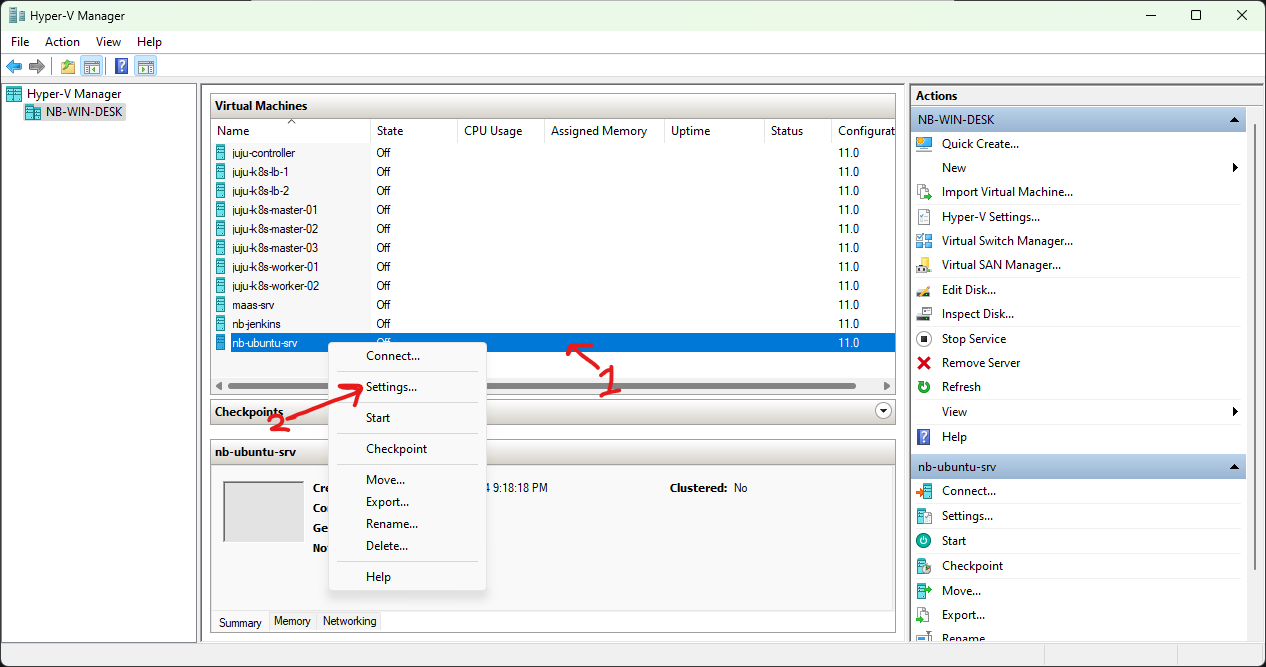 Hyper-V Manager
File Action View Help
Hyper-V Manager
NB-WIN-DESK
Virtual Machines
Name State CPU Usage Assigned Memory Uptime Status Configurat
juju-controller Off 11.0
juju-k8s-lb-1 Off 11.0
juju-k8s-lb-2 Off 11.0
juju-k8s-master-01 Off 11.0
juju-k8s-master-02 Off 11.0
juju-k8s-master-03 Off 11.0
juju-k8s-worker-01 Off 11.0
juju-k8s-worker-02 Off 11.0
maas-srv Off 11.0
nb-jenkins Off 11.0
nb-ubuntu-srv Off 11.0
1
2
Connect...
Settings...
Start
Checkpoint
Move...
Export...
Rename...
Delete...
Help
Checkpoints
nb-ubuntu-srv
Cre 4 9:18:18 PM Clustered: No
Co
Ge
No
Summary Memory Networking
Actions
NB-WIN-DESK
Quick Create...
New
Import Virtual Machine...
Hyper-V Settings...
Virtual Switch Manager...
Virtual SAN Manager...
Edit Disk...
Inspect Disk...
Stop Service
Remove Server
Refresh
View
Help
nb-ubuntu-srv
Connect...
Settings...
Start
Checkpoint
Move...
Export...
Rename